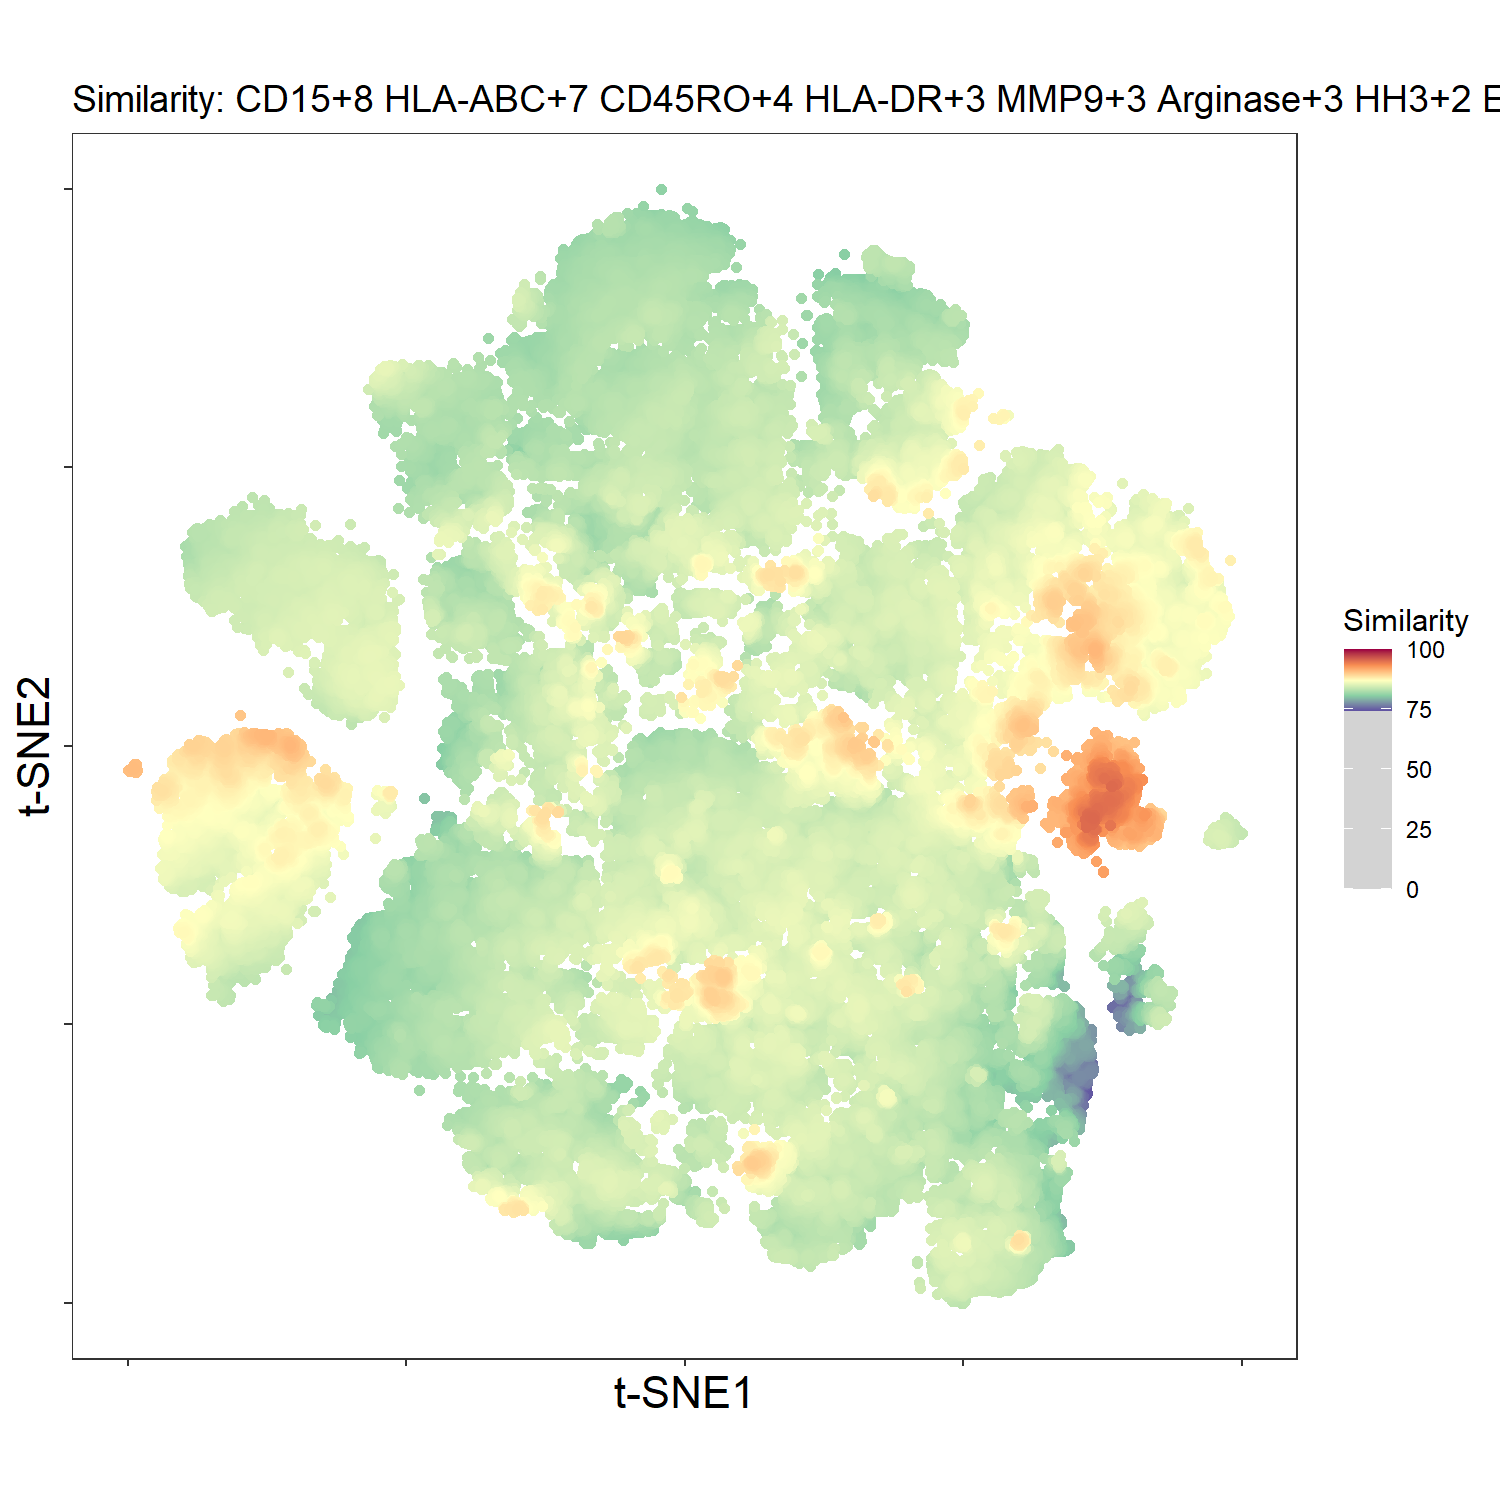 Similarity: CD15+8 HLA-ABC+7 CD45RO+4 HLA-DR+3 MMP9+3 Arginase+3 HH3+2 E
t-SNE2
Similarity
100
75
50
25
0
t-SNE1